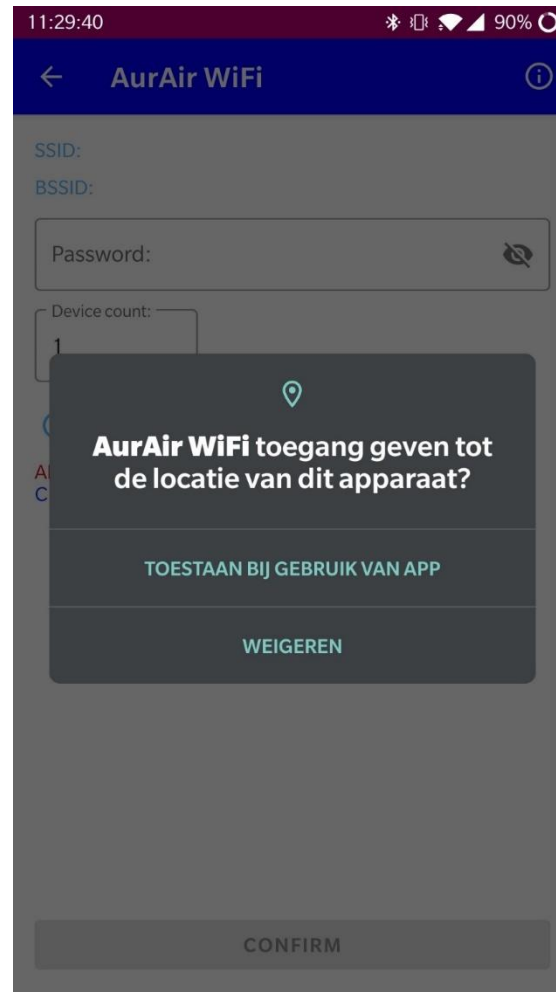 11:29:40 90%
AurAir WiFi
SSID:
BSSID:
Password:
Device count:
1
AurAir WiFi toegang geven tot
de locatie van dit apparaat?
TOESTAAN BIJ GEBRUIK VAN APP
WEIGEREN
CONFIRM